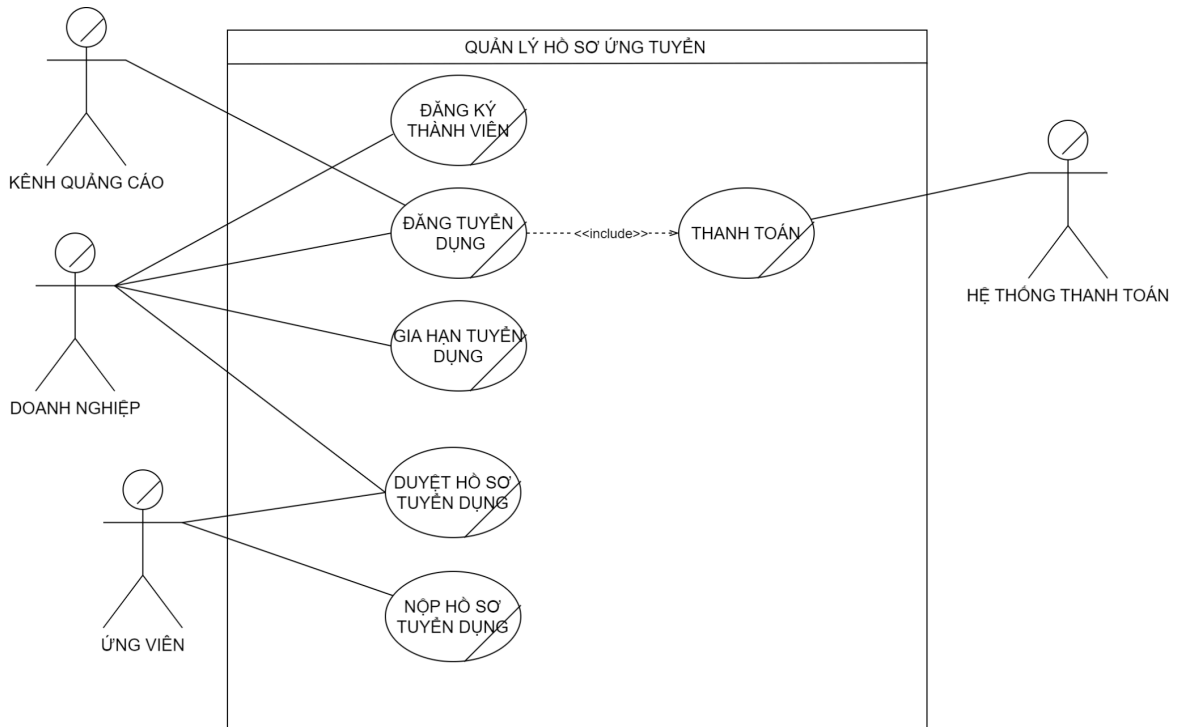 QUẢN LÝ HỒ SƠ ỨNG TUYỂN
KÊNH QUẢNG CÁO
ĐĂNG KÝ
THÀNH VIÊN
ĐĂNG TUYỂN
DỤNG
<<include>>
THANH TOÁN
HỆ THỐNG THANH TOÁN
GIA HẠN TUYỂN
DỤNG
DOANH NGHIỆP
DUYỆT HỒ SƠ
TUYỂN DỤNG
NỘP HỒ SƠ
TUYỂN DỤNG
ỨNG VIÊN